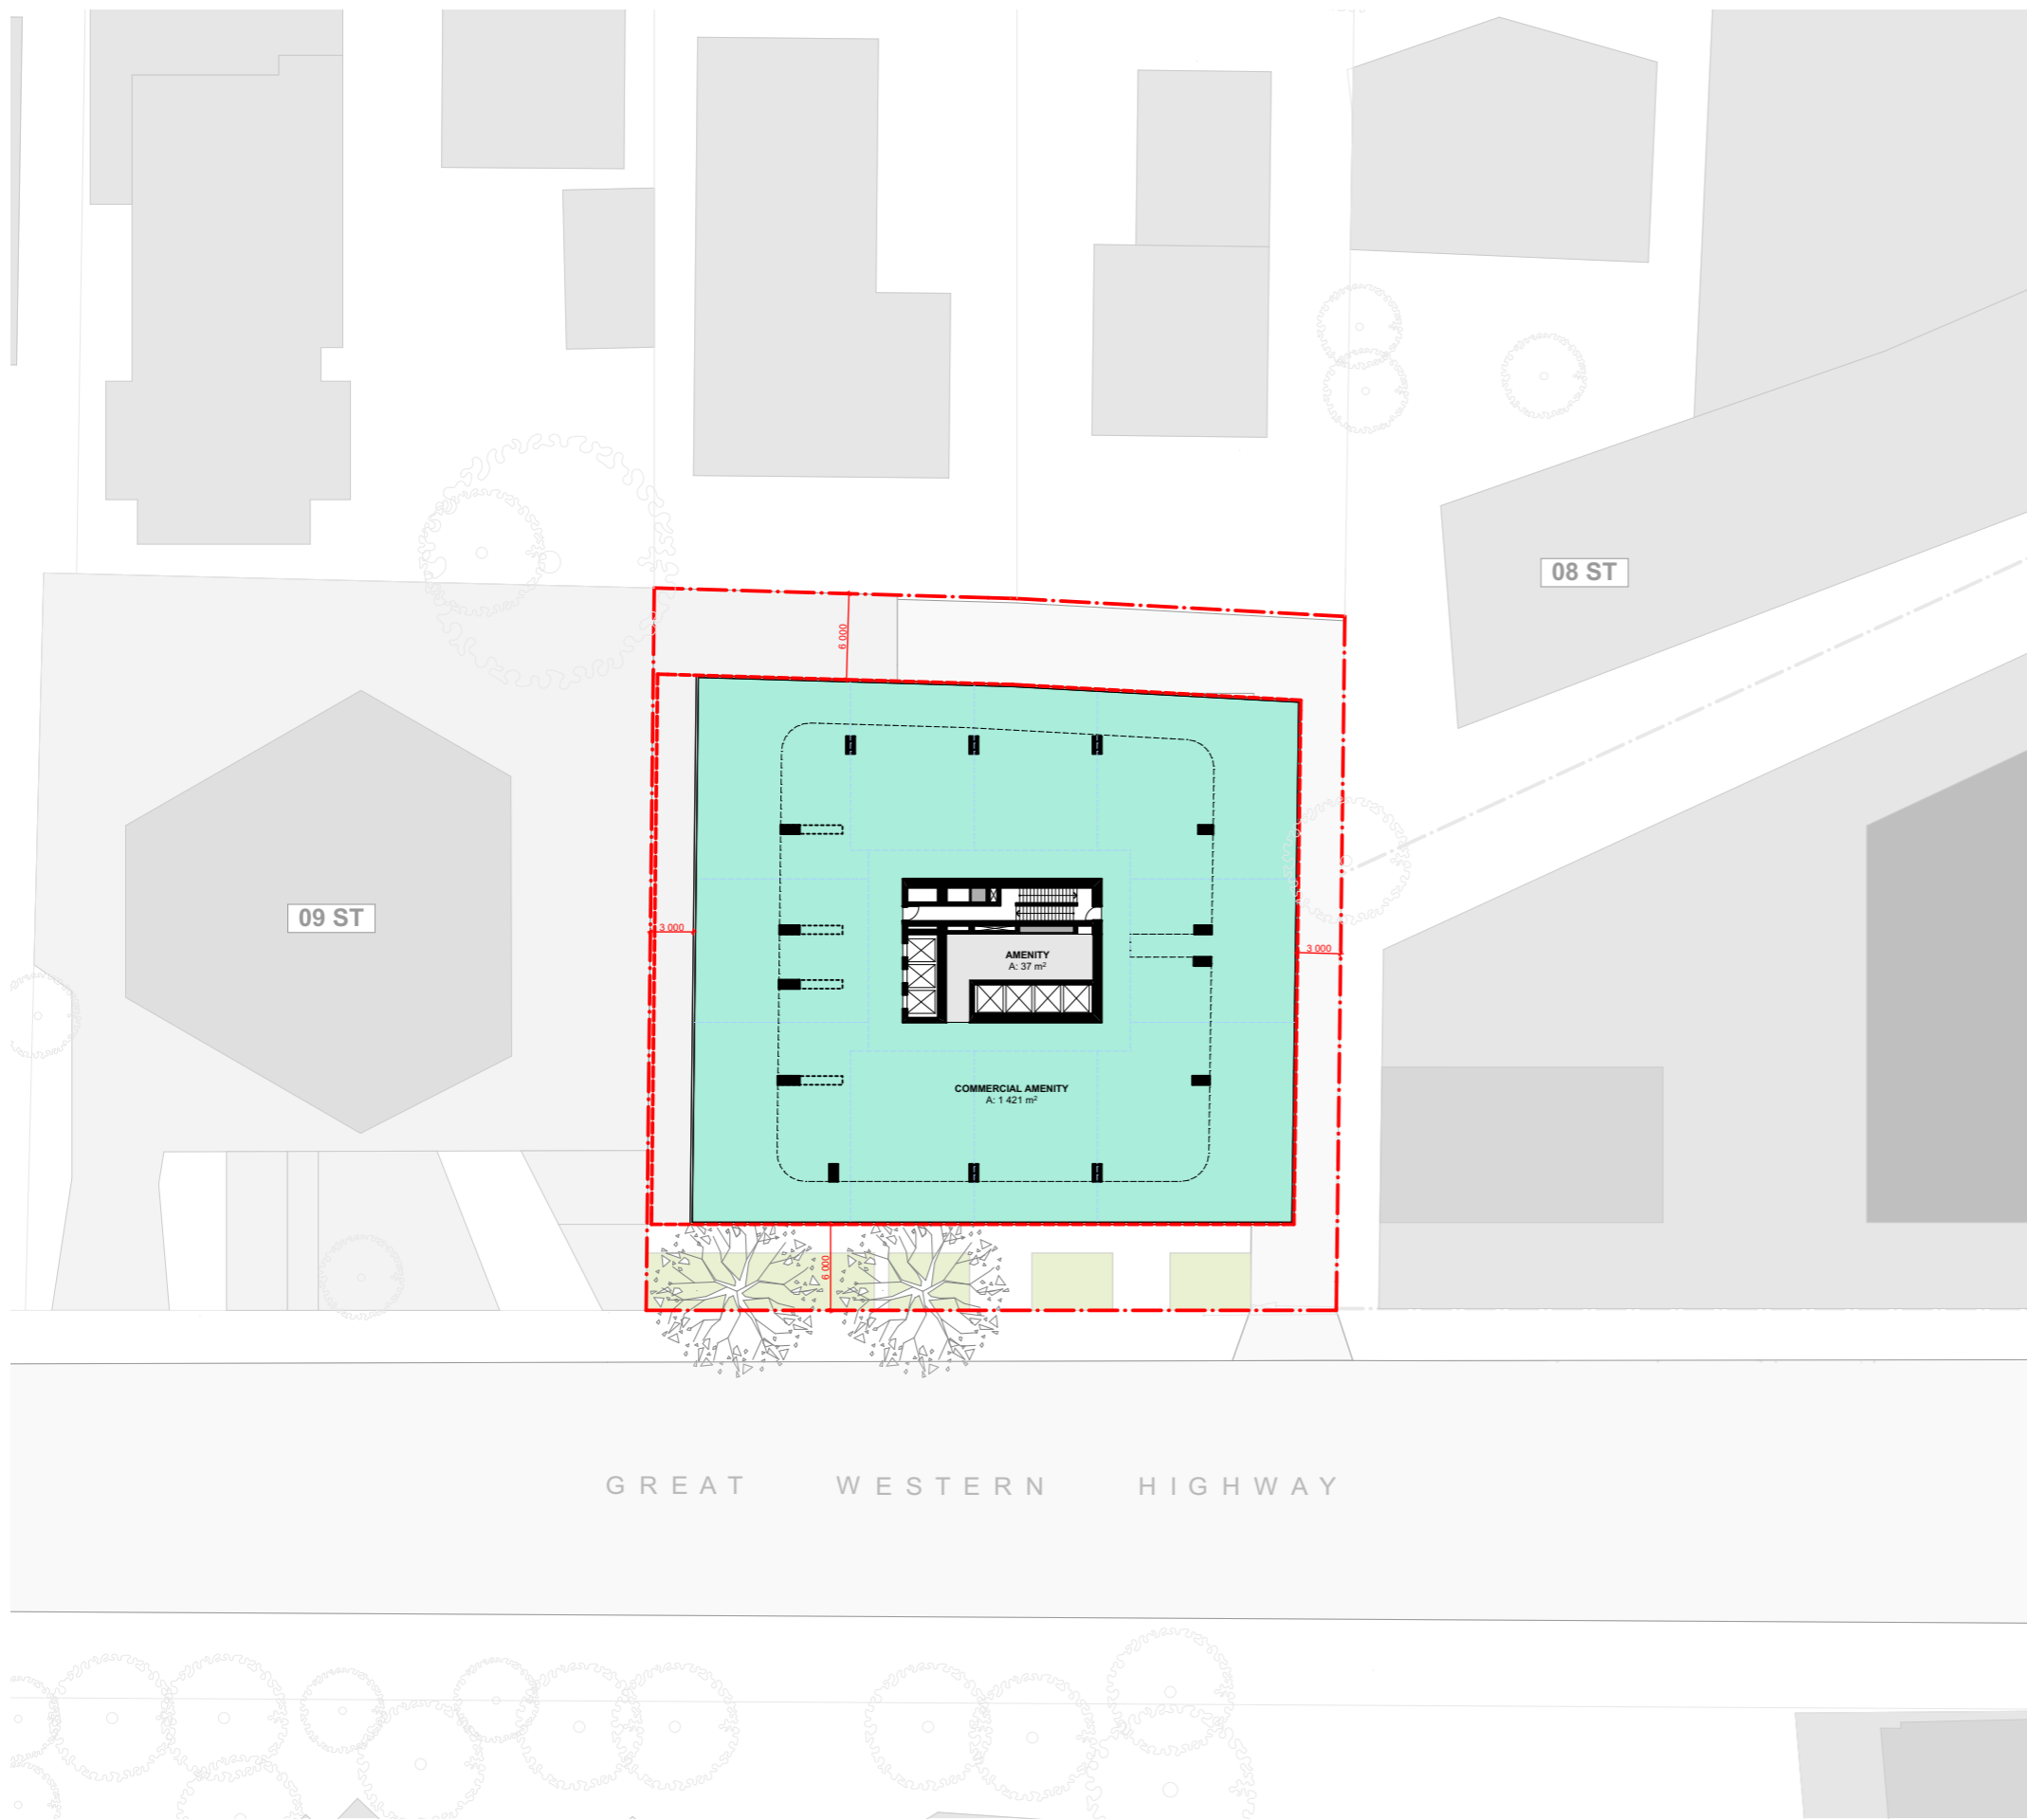 08 ST
6 000
09 ST
3 000
3 000
AMENITY
A: 37 m²
COMMERCIAL AMENITY
A: 1 421 m²
6 000
GREAT WESTERN HIGHWAY